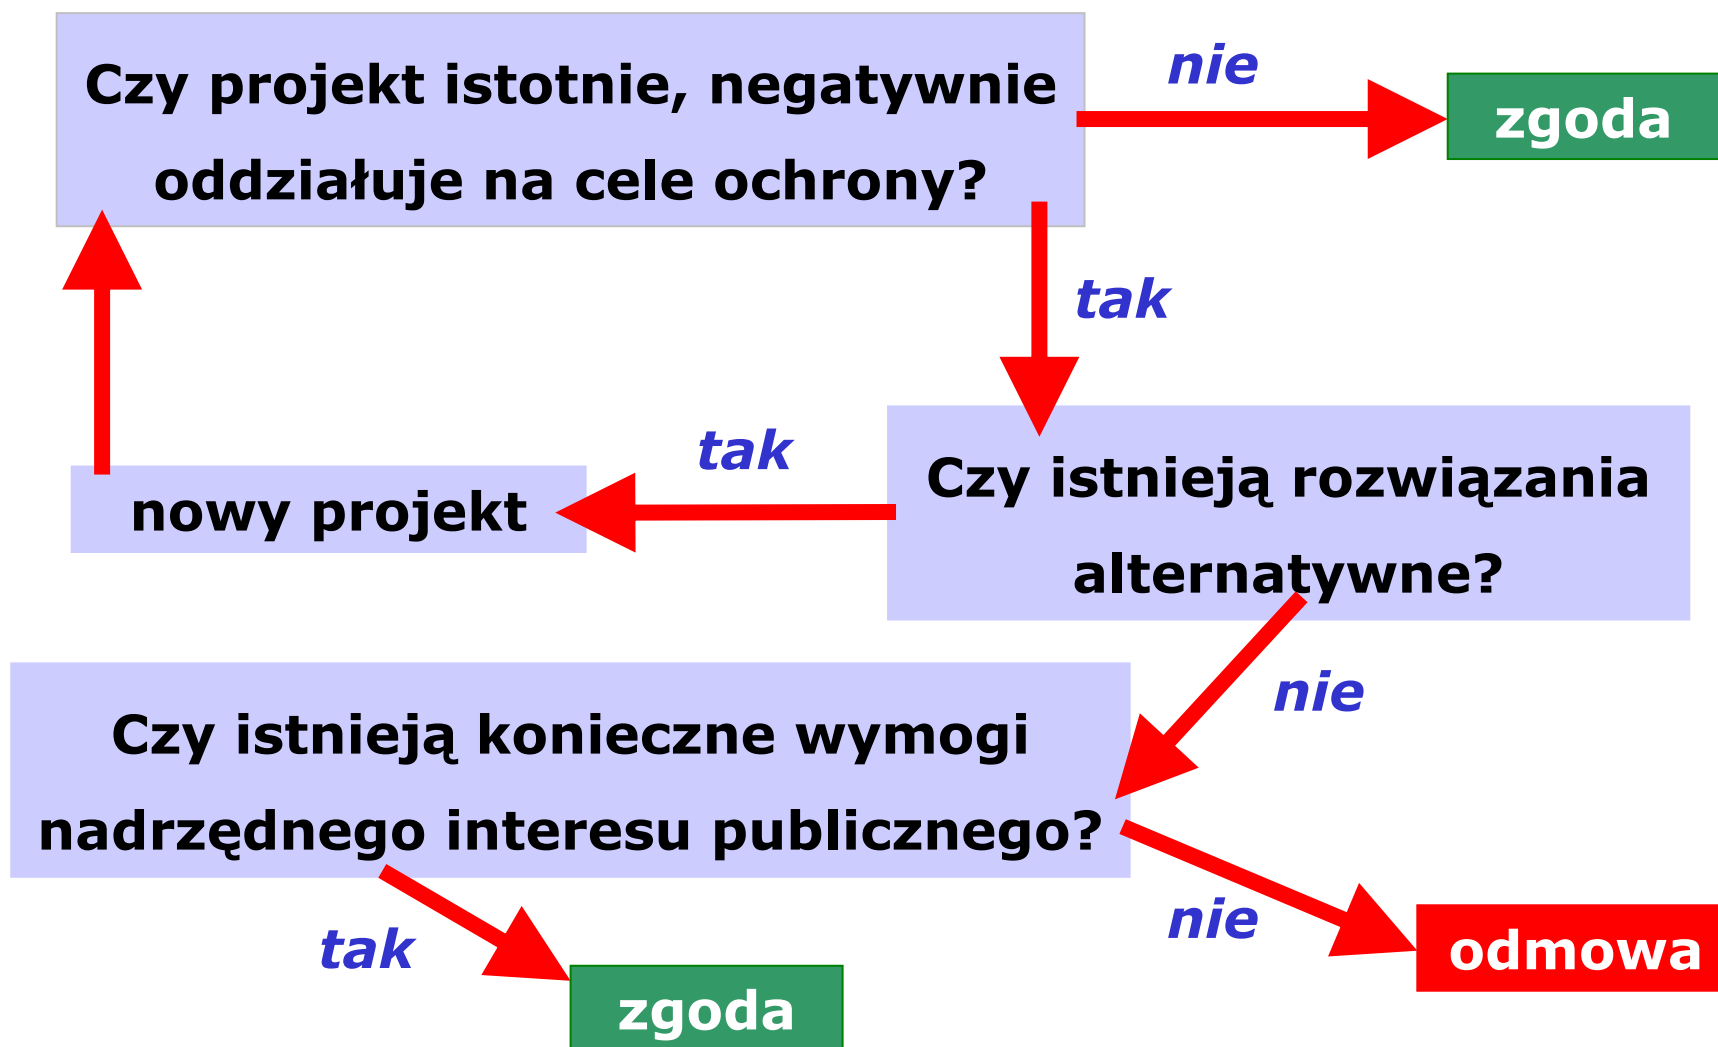 Czy projekt istotnie, negatywnie
oddziałuje na cele ochrony?
nie
zgoda
tak
Czy istnieją rozwiązania
alternatywne?
tak
nowy projekt
nie
Czy istnieją konieczne wymogi
nadrzędnego interesu publicznego?
nie
odmowa
tak
zgoda